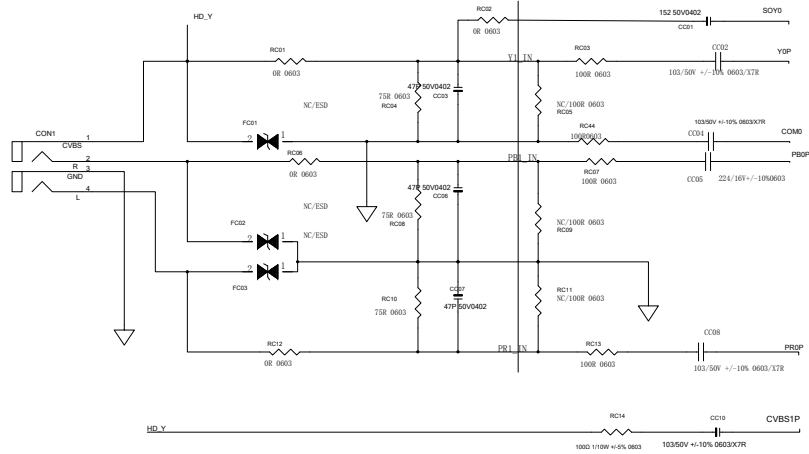 HD_Y
RC02
0R 0603
152 50V0402
CC01
SOY0
RC01
0R 0603
Y1_IN
RC03
100R 0603
CC02
103/50V +/-10% 0603/X7R
Y0P
NC/ESD
75R 0603
RC04
47P 50V0402
CC03
NC/100R 0603
RC05
FC01
2
1
RC44
100R0603
CC04
103/50V +/-10% 0603/X7R
COM0
CON1
CVBS
1
2
R
3
GND
4
L
RC06
0R 0603
PB1_IN
RC07
100R 0603
CC05
224/16V+/-10%0603
PB0P
NC/ESD
75R 0603
RC08
47P 50V0402
CC06
NC/100R 0603
RC09
FC02
2
1
FC03
2
1
RC10
75R 0603
CC07
47P 50V0402
RC11
NC/100R 0603
RC12
0R 0603
PR1_IN
RC13
100R 0603
CC08
103/50V +/-10% 0603/X7R
PR0P
HD_Y
RC14
100Ω 1/10W +/-5% 0603
CC10
103/50V +/-10% 0603/X7R
CVBS1P